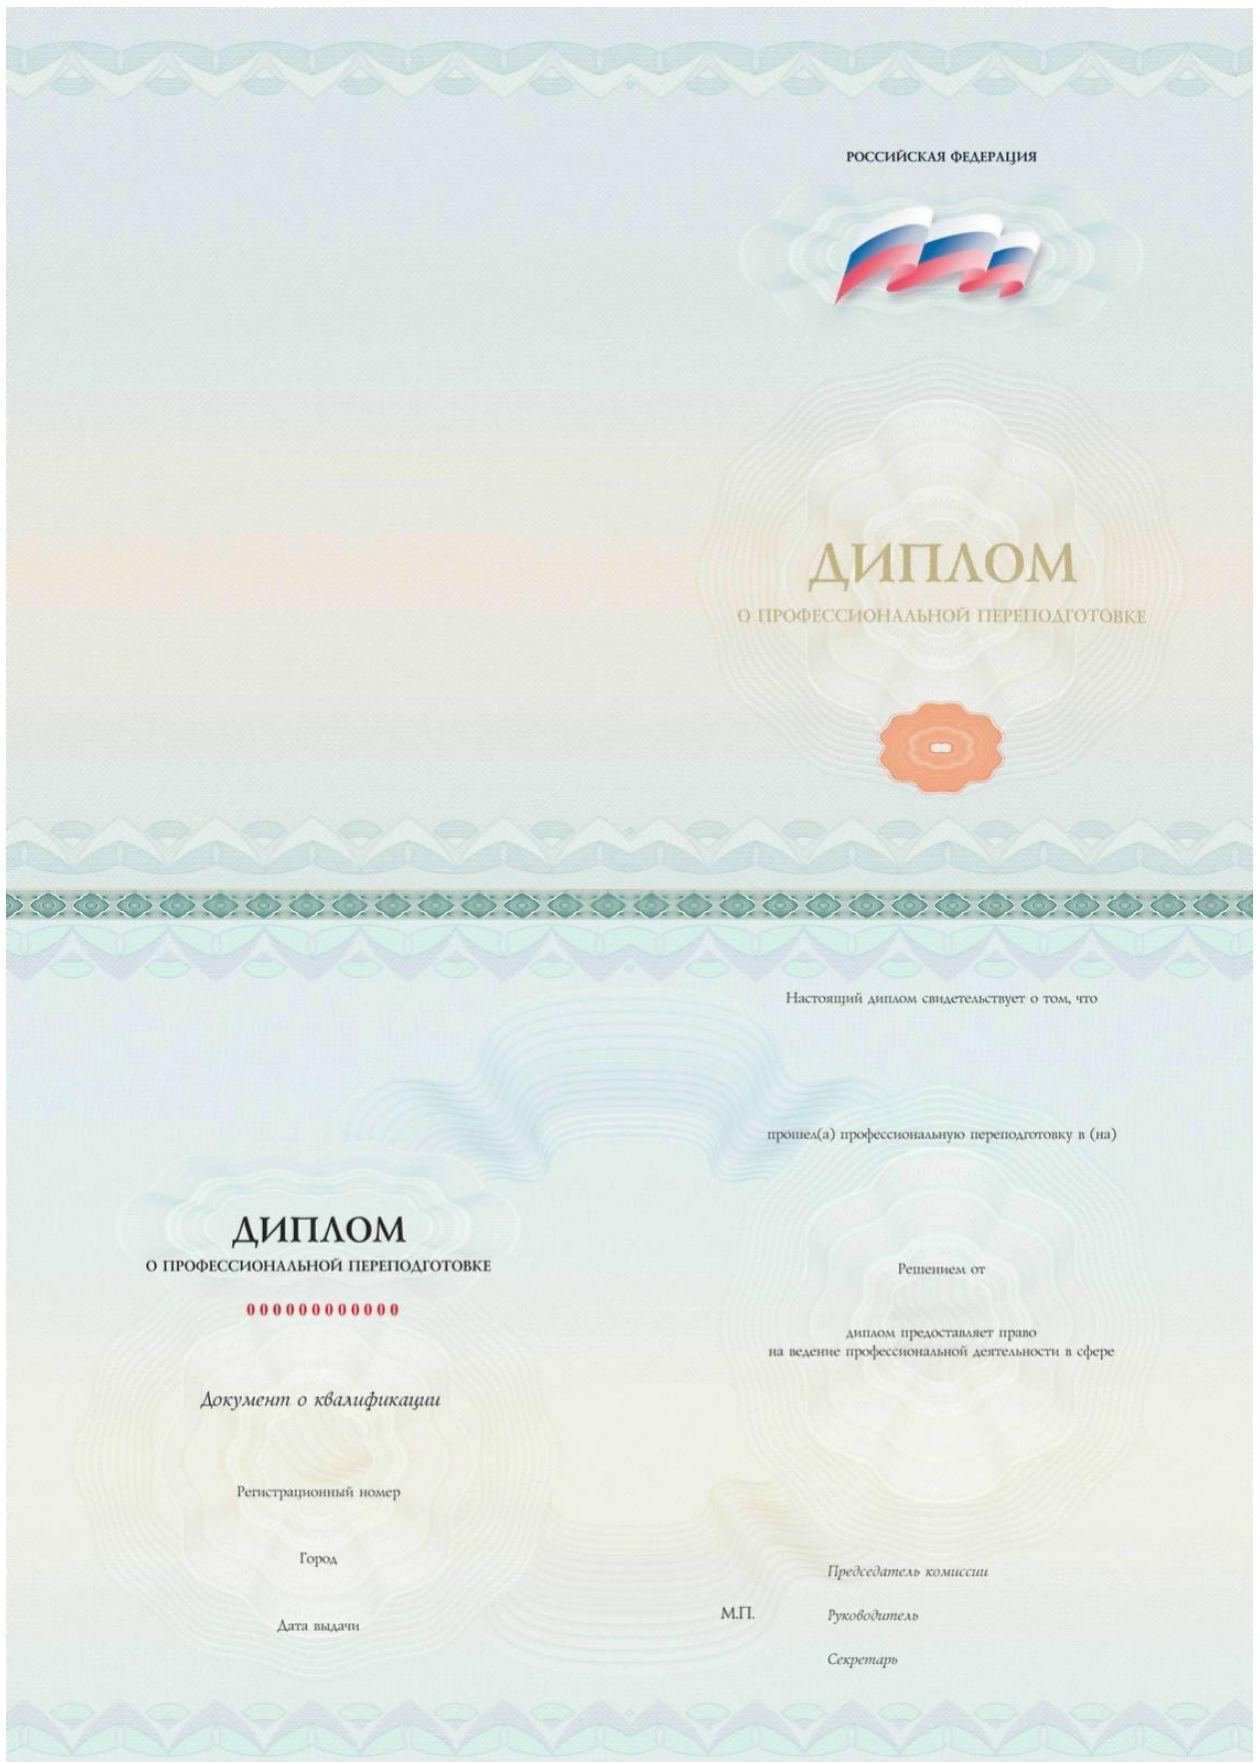 РОССИЙСКАЯ ФЕДЕРАЦИЯ
ДИПЛОМ
О ПРОФЕССИОНАЛЬНОЙ ПЕРЕПОДГОТОВКЕ
ДИПЛОМ
О ПРОФЕССИОНАЛЬНОЙ ПЕРЕПОДГОТОВКЕ
000000000000
Документ о квалификации
Регистрационный номер
Город
Дата выдачи
Настоящий диплом свидетельствует о том, что
прошел(а) профессиональную переподготовку в (на)
Решением от
диплом предоставляет право
на ведение профессиональной деятельности в сфере
Председатель комиссии
М.П.
Руководитель
Секретарь